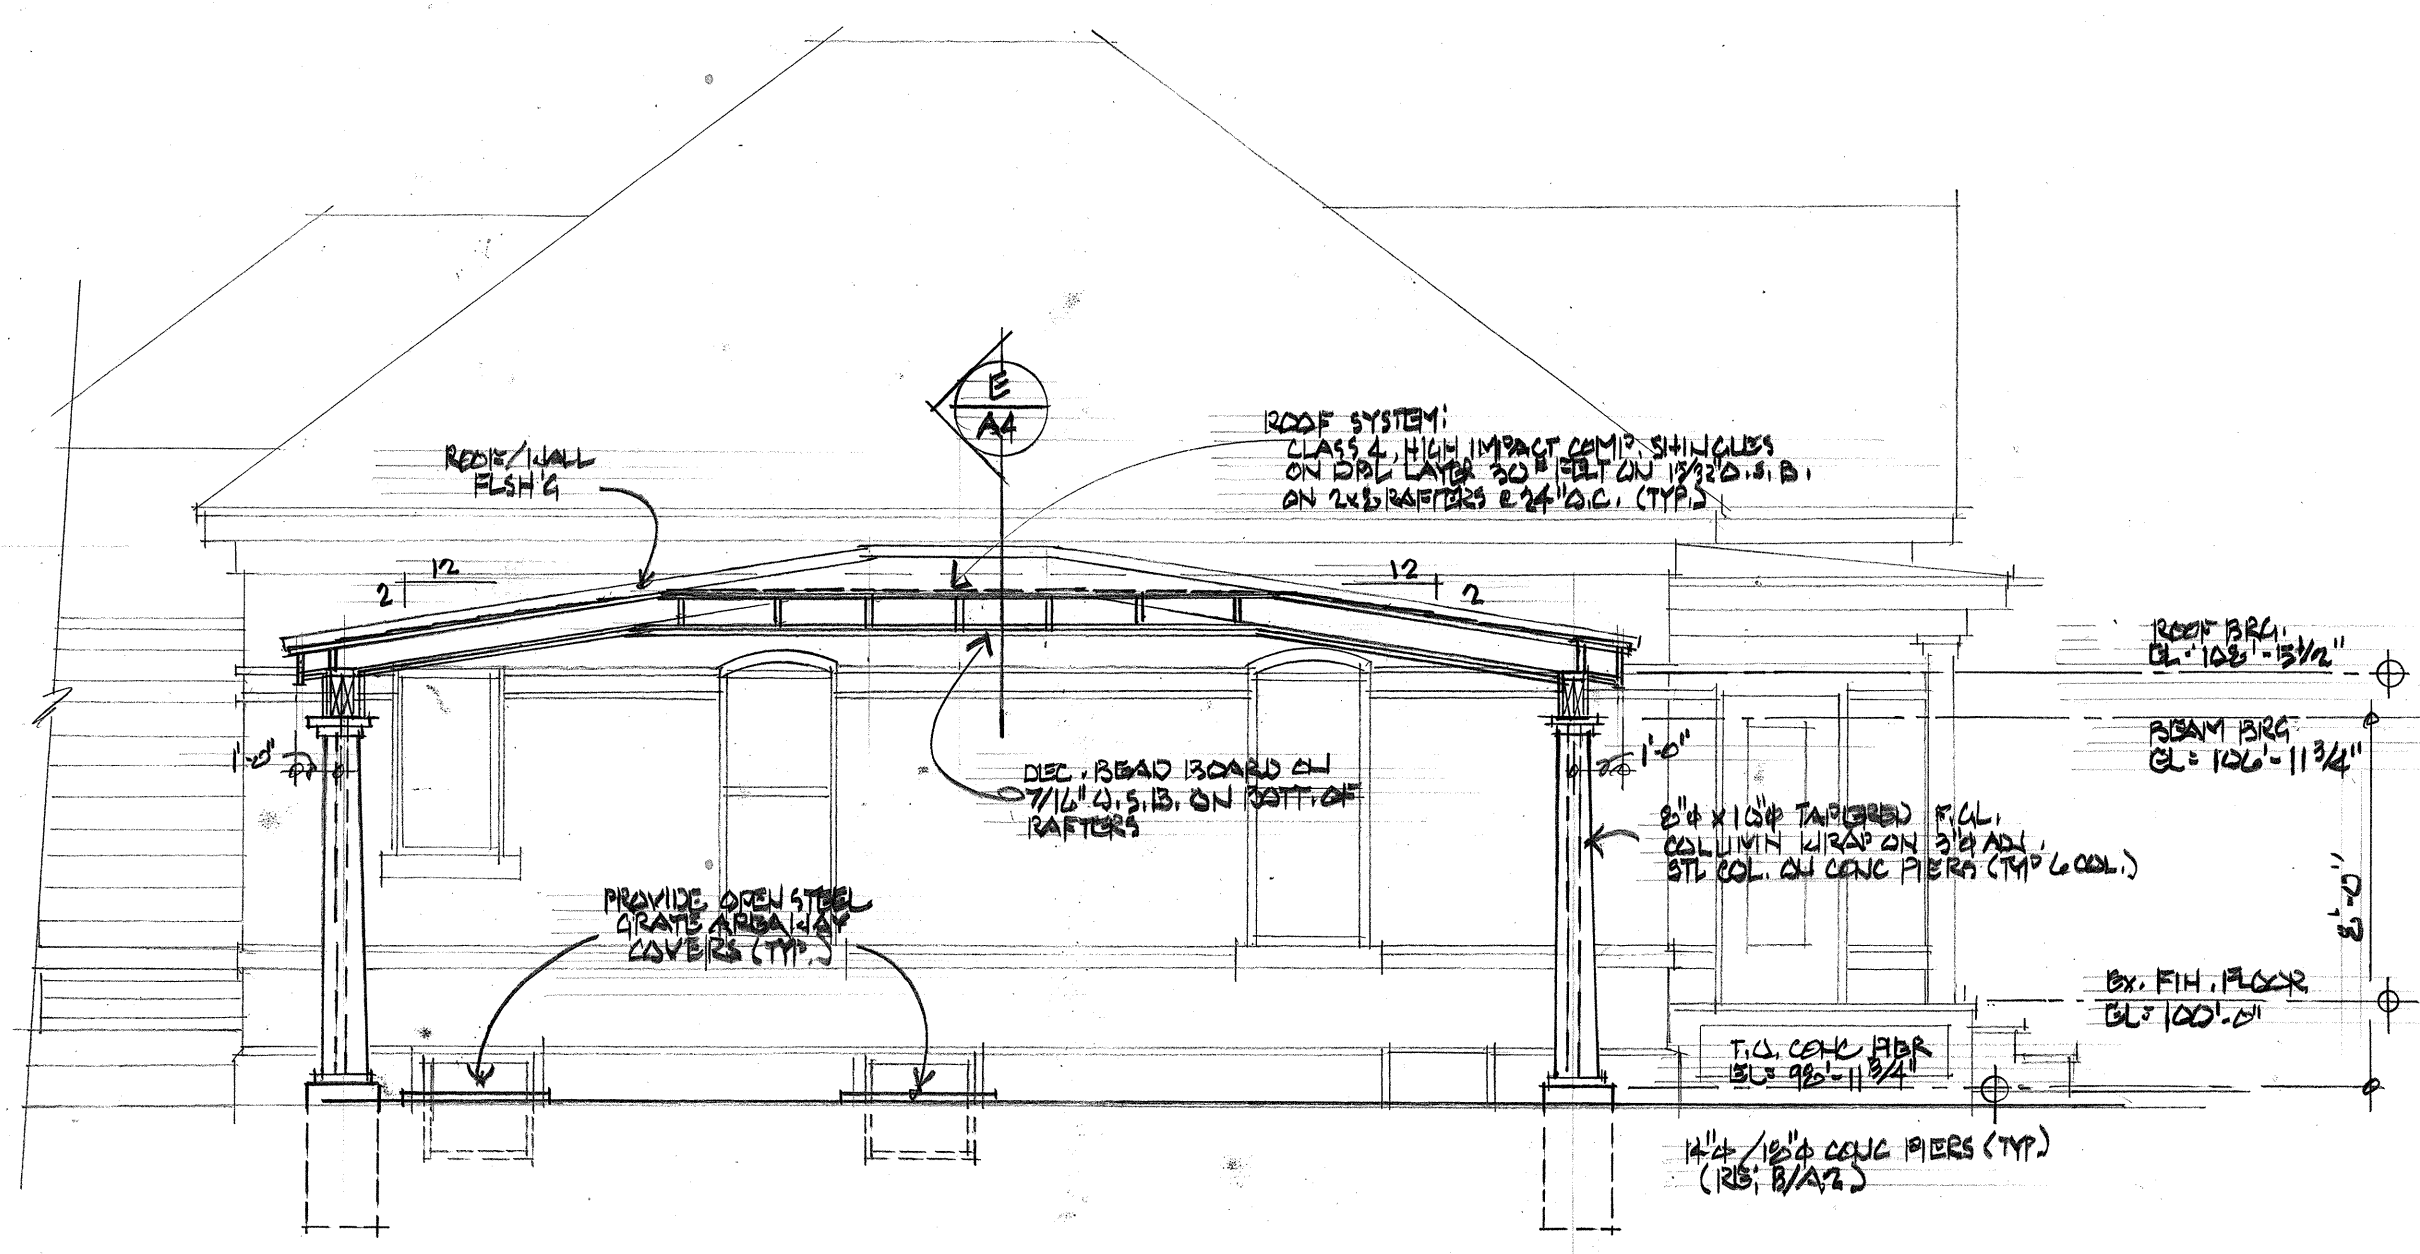 E
A4
ROOF SYSTEM:
CLASS 4, HIGH IMPACT COMP. SHINGLES
ON DBL LAYER 30# FELT ON 15/32" O.S.B.
ON 2x8 RAFTERS @ 24" O.C. (TYP.)
ROOF/WALL
FLSH'G
12
2
12
2
ROOF BRG.
EL= 108'-5 1/2"
BEAM BRG
EL= 106'-11 3/4"
1'-0"
1'-0"
DEC. BEAD BOARD ON
7/16" O.S.B. ON BOTT. OF
RAFTERS
8"φ x 10"φ TAPERED F.GL.
COLUMN WRAP ON 3"φ ADJ.
STL COL. ON CONC PIERS (TYP 6 COL.)
PROVIDE OPEN STEEL
GRATE AREAWAY
COVERS (TYP.)
8'-0"
EX. FIH. FLOOR
EL= 100'-0"
T.O. CONC PIER
EL= 98'-11 3/4"
14"φ /18"φ CONC PIERS (TYP.)
(RE; B/A2)